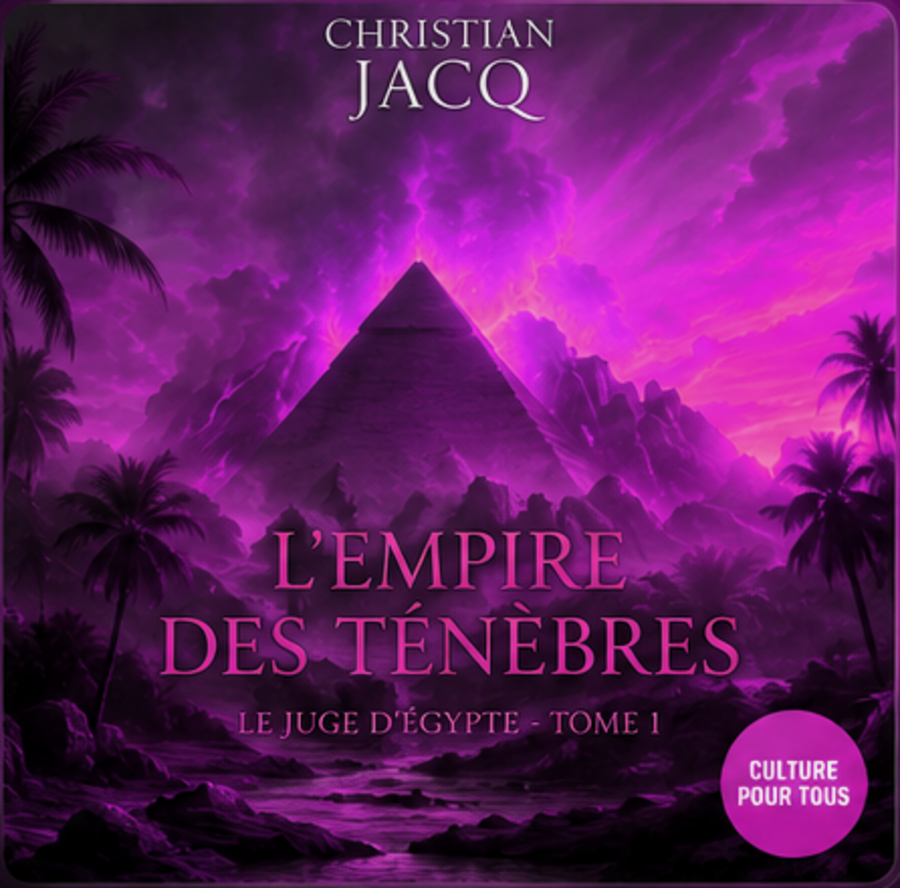 CHRISTIAN
JACQ
L'EMPIRE
DES TÉNÈBRES
LE JUGE D'ÉGYPTE - TOME 1
CULTURE
POUR TOUS